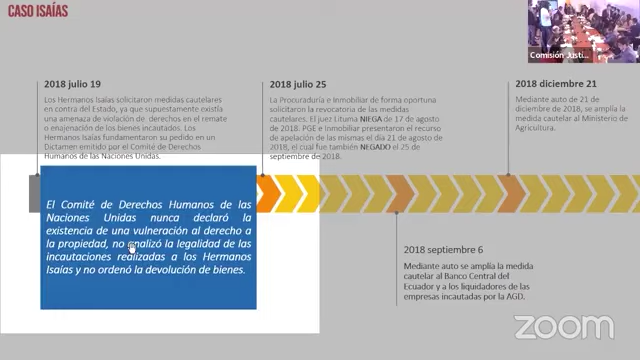 CASO ISAÍAS
Comisión Justi...
2018 julio 19
Los Hermanos Isaías solicitaron medidas cautelares
en contra del Estado, ya que supuestamente existía
una amenaza de violación de derechos en el remate
o enajenación de los bienes incautados. Los
Hermanos Isaías fundamentaron su pedido en un
Dictamen emitido por el Comité de Derechos
Humanos de las Naciones Unidas.
2018 julio 25
La Procuraduría e Inmobiliar de forma oportuna
solicitaron la revocatoria de las medidas
cautelares. El juez Lituma NIEGA de 17 de agosto
de 2018. PGE e Inmobiliar presentaron el recurso
de apelación de las mismas el día 21 de agosto de
2018, el cual fue también NEGADO el 25 de
septiembre de 2018.
2018 diciembre 21
Mediante auto de 21 de
diciembre de 2018, se amplía la
medida cautelar al Ministerio de
Agricultura.
El Comité de Derechos Humanos de las
Naciones Unidas nunca declaró la
existencia de una vulneración al derecho a
la propiedad, no analizó la legalidad de las
incautaciones realizadas a los Hermanos
Isaías y no ordenó la devolución de bienes.
2018 septiembre 6
Mediante auto se amplía la medida
cautelar al Banco Central del
Ecuador y a los liquidadores de las
empresas incautadas por la AGD.
zoom